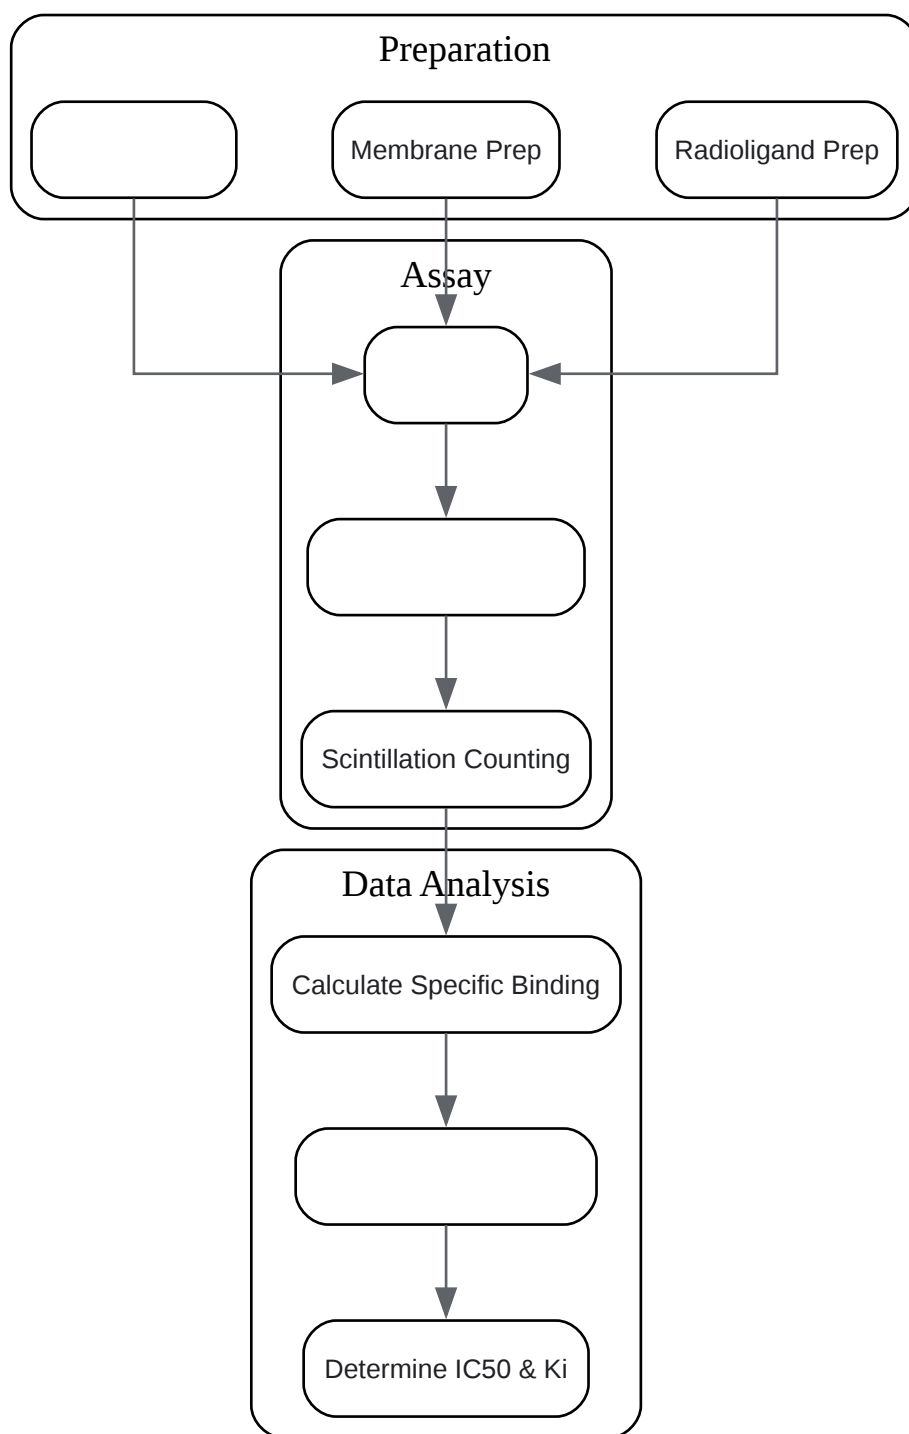 Preparation
Membrane Prep
Radioligand Prep
Assay
Scintillation Counting
Data Analysis
Calculate Specific Binding
Determine IC50 & Ki